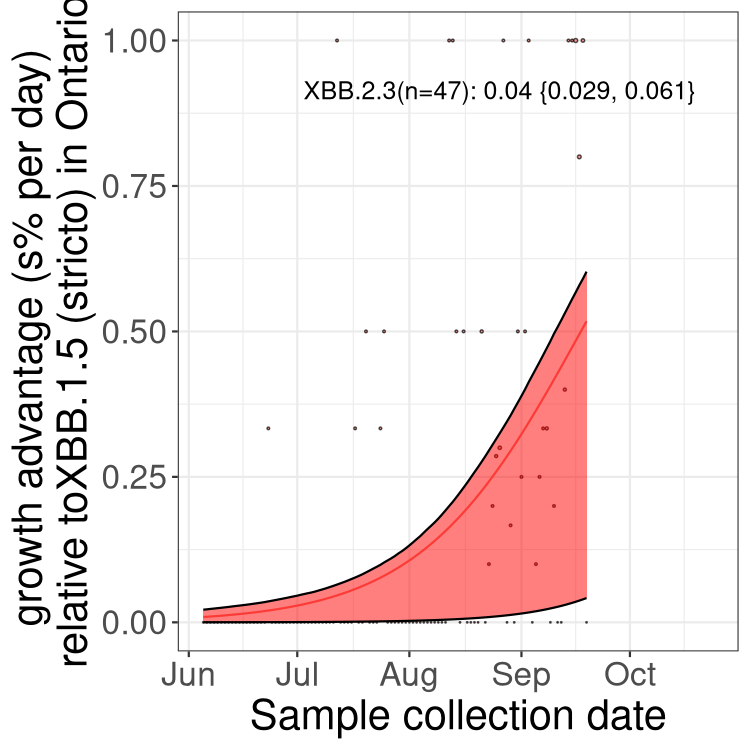 growth advantage (s% per day)
relative toXBB.1.5 (stricto) in Ontario
1.00
0.75
0.50
0.25
0.00
XBB.2.3(n=47): 0.04 {0.029, 0.061}
Jun Jul Aug Sep Oct
Sample collection date